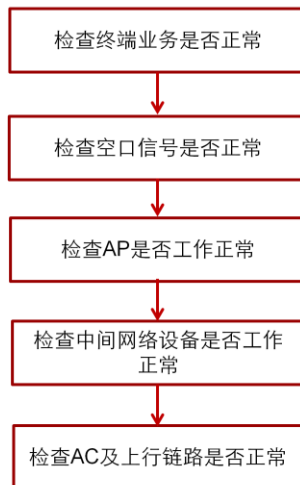 检查终端业务是否正常
检查空口信号是否正常
检查AP是否工作正常
检查中间网络设备是否工作
正常
检查AC及上行链路是否正常